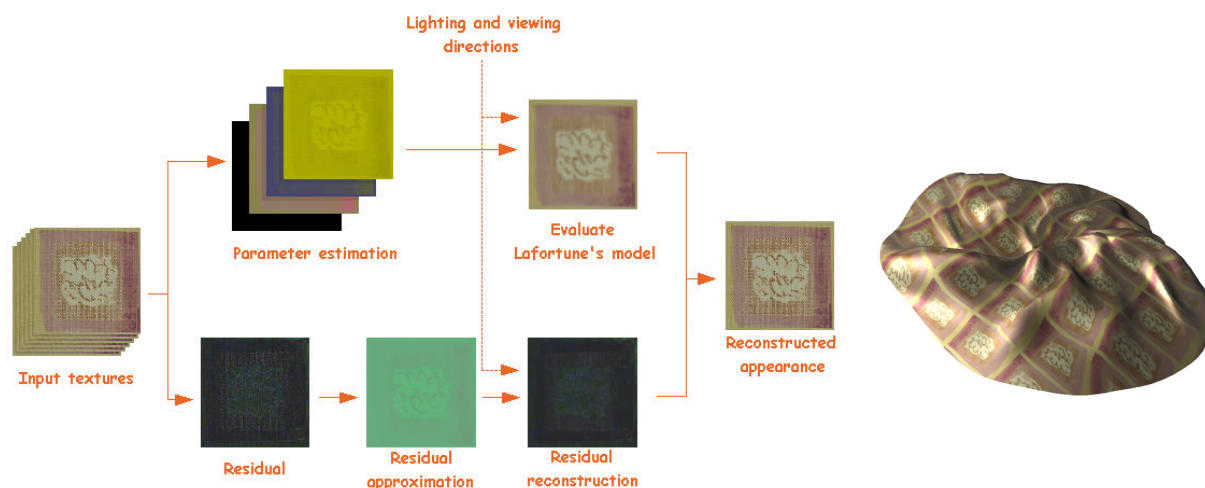 Lighting and viewing
directions
Parameter estimation
Evaluate
Lafortune's model
Input textures
Reconstructed
appearance
Residual
Residual
approximation
Residual
reconstruction